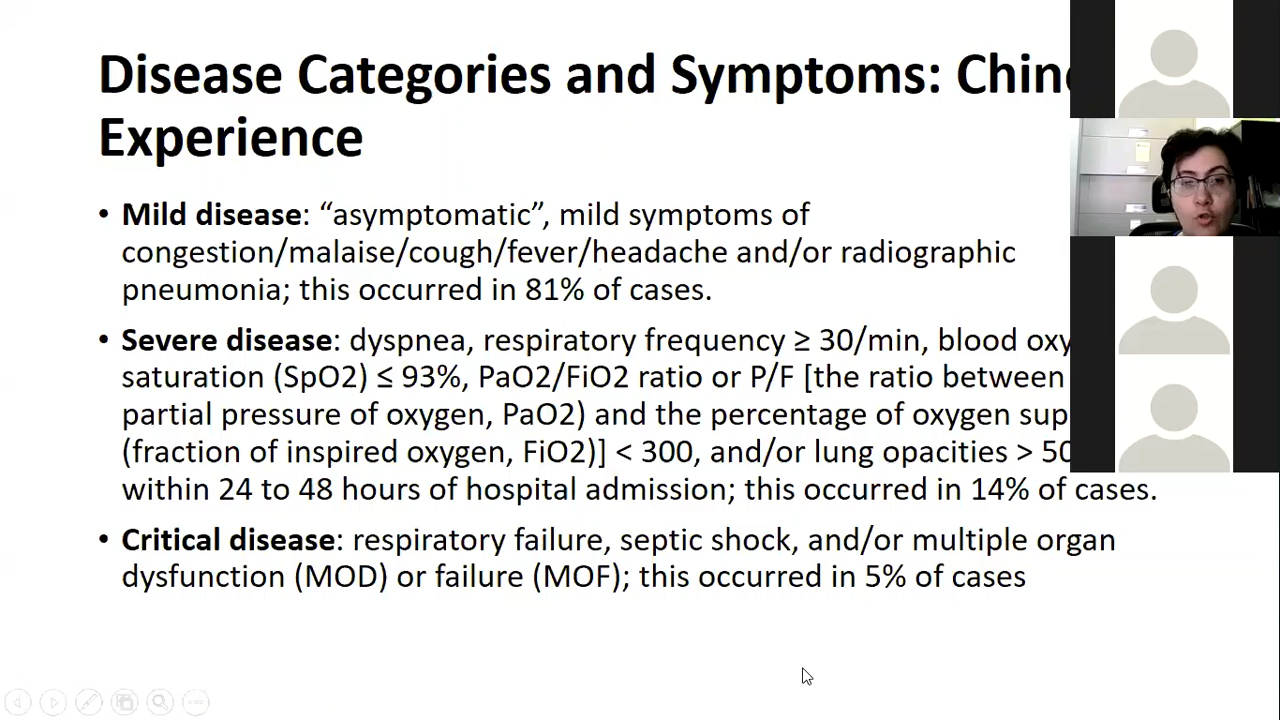 Disease Categories and Symptoms:
Experience
• Mild disease: “asymptomatic”, mild symptoms of
congestion/malaise/cough/fever/headache and/or radiographic
pneumonia; this occurred in 81% of cases.
• Severe disease: dyspnea, respiratory frequency ≥ 30/min, blood
saturation (SpO2) ≤ 93%, PaO2/FiO2 ratio or P/F [the ratio between
partial pressure of oxygen, PaO2) and the percentage of oxygen
(fraction of inspired oxygen, FiO2)] < 300, and/or lung opacities >
within 24 to 48 hours of hospital admission; this occurred in 14% of cases.
• Critical disease: respiratory failure, septic shock, and/or multiple organ
dysfunction (MOD) or failure (MOF); this occurred in 5% of cases